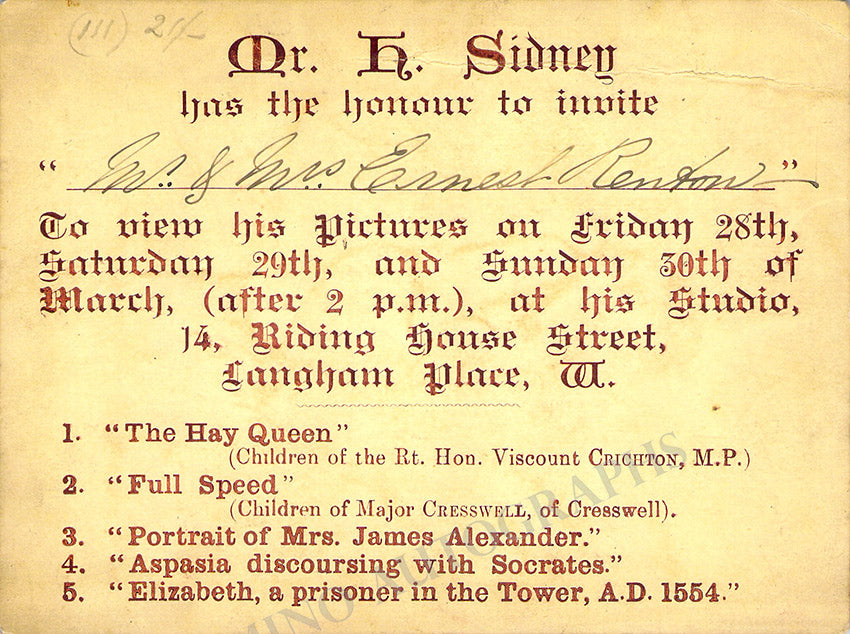 (111) 2/-
Mr. H. Sidney
has the honour to invite
" Mr. & Mrs Ernest Renton "
To view his Pictures on Friday 28th,
Saturday 29th, and Sunday 30th of
March, (after 2 p.m.), at his Studio,
14, Riding House Street,
Langham Place, W.
1. "The Hay Queen"
(Children of the Rt. Hon. Viscount CRICHTON, M.P.)
2. "Full Speed"
(Children of Major CRESSWELL, of Cresswell).
3. "Portrait of Mrs. James Alexander."
4. "Aspasia discoursing with Socrates."
5. "Elizabeth, a prisoner in the Tower, A.D. 1554."
MINO AUTOGRAPHS